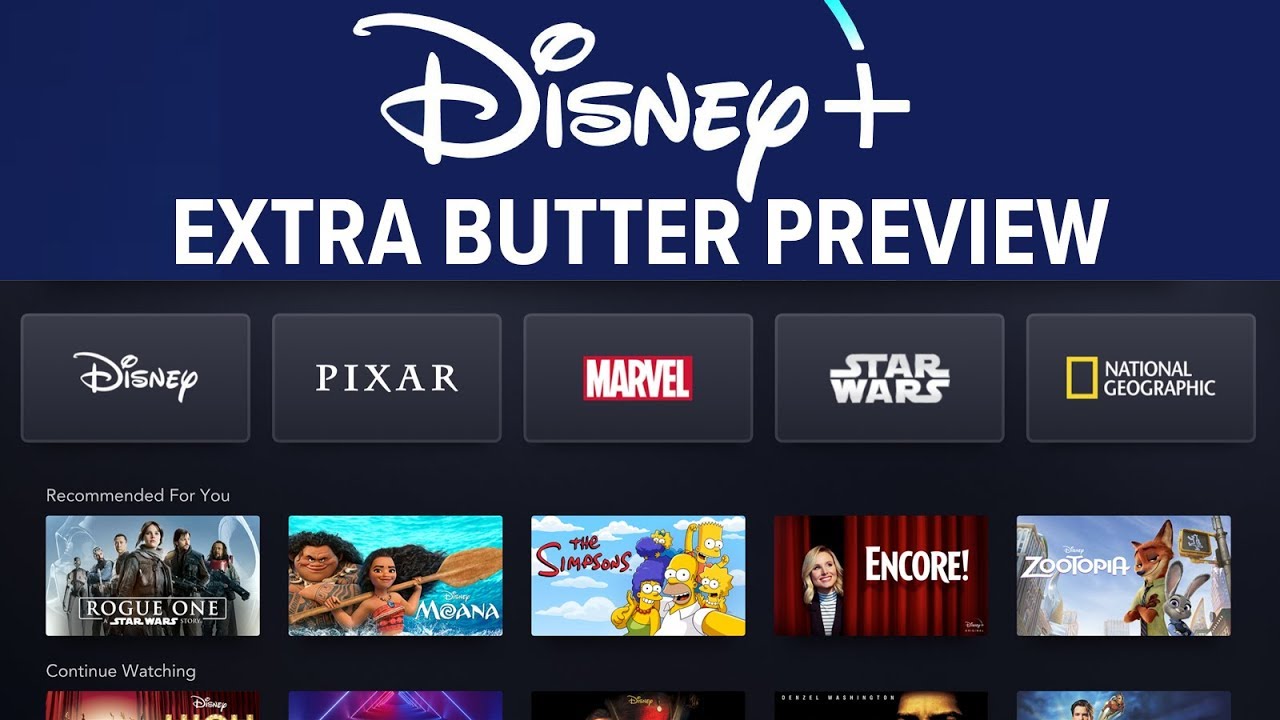 Disney+
EXTRA BUTTER PREVIEW
Disney
PIXAR
MARVEL
STAR
WARS
NATIONAL
GEOGRAPHIC
Recommended For You
ROGUE ONE
A STAR WARS STORY
Disney
MOANA
THE
SIMPSONS
ENCORE!
Disney+
ORIGINAL
Disney
ZOOTOPIA
Continue Watching
Disney
Disney
DENZEL WASHINGTON